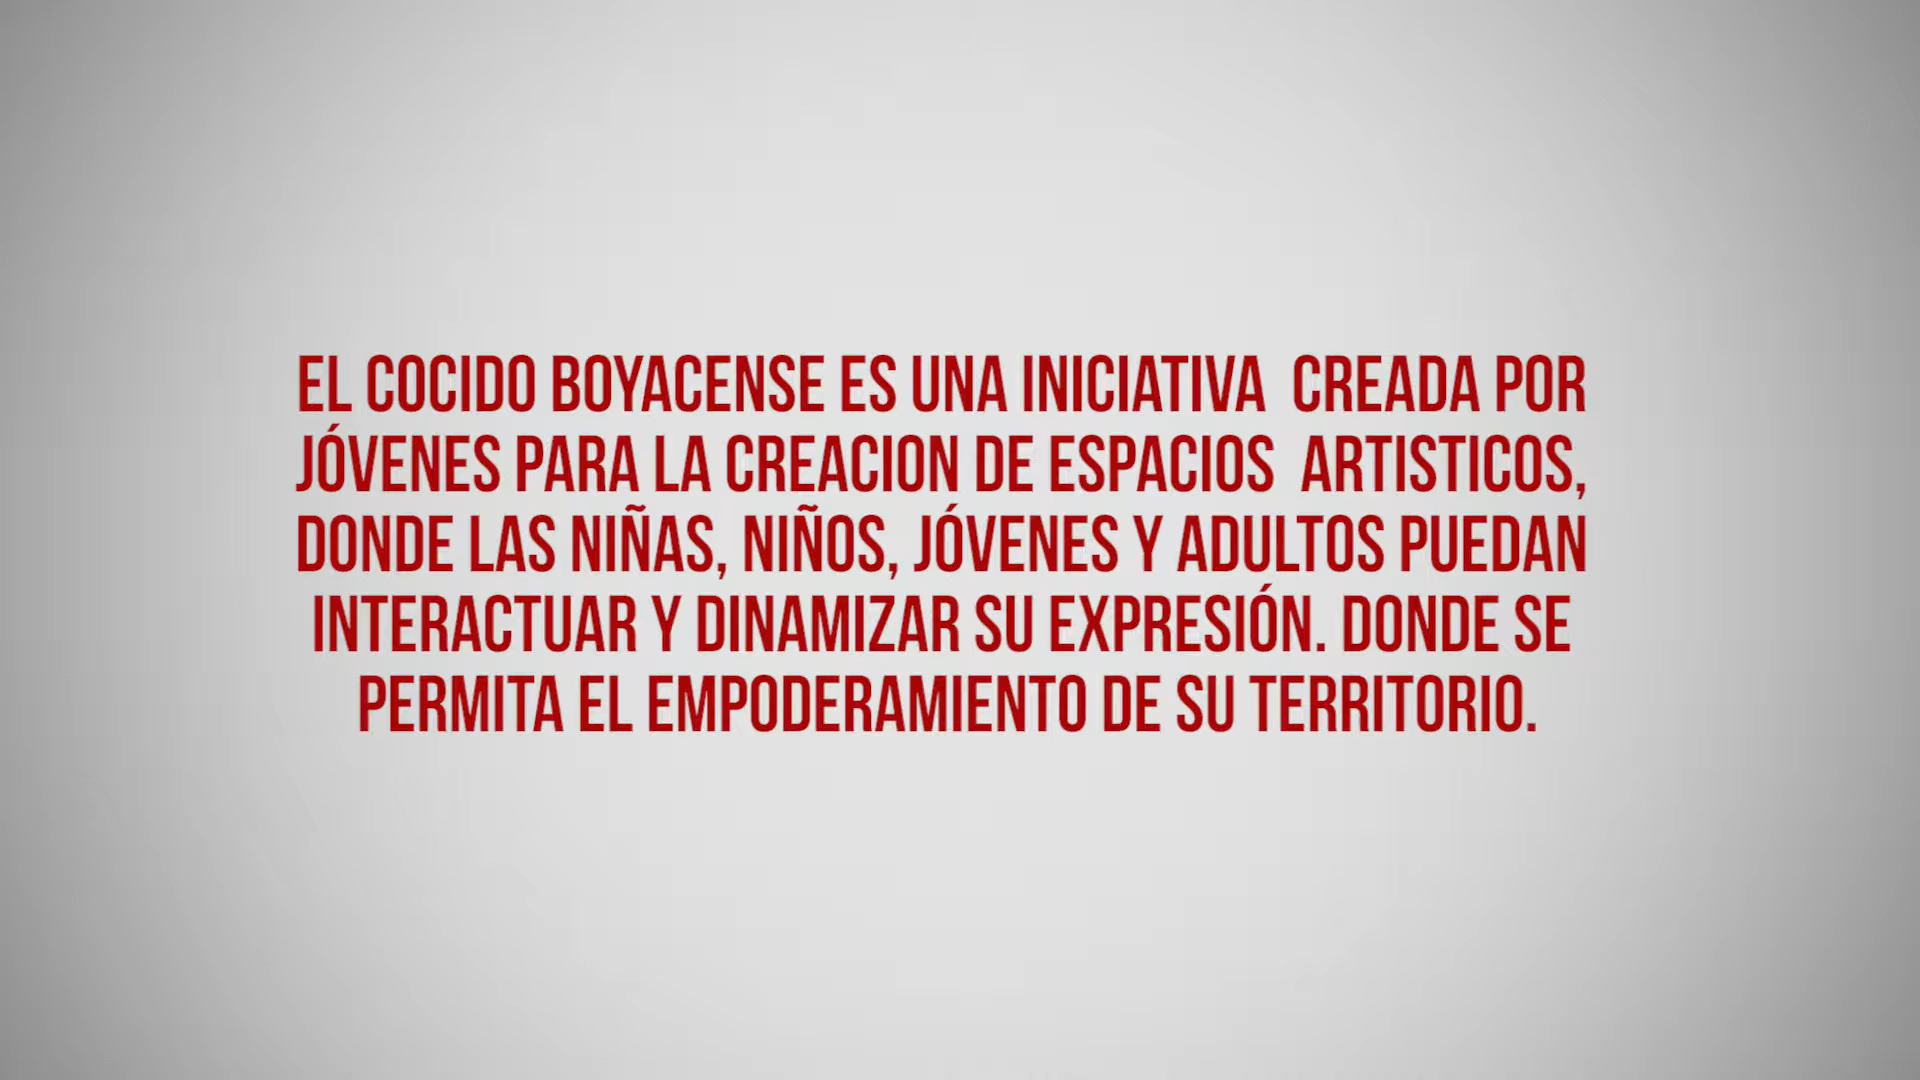 EL COCIDO BOYACENSE ES UNA INICIATIVA  CREADA POR
JÓVENES PARA LA CREACION DE ESPACIOS  ARTISTICOS,
DONDE LAS NIÑAS, NIÑOS, JÓVENES Y ADULTOS PUEDAN
INTERACTUAR Y DINAMIZAR SU EXPRESIÓN. DONDE SE
PERMITA EL EMPODERAMIENTO DE SU TERRITORIO.